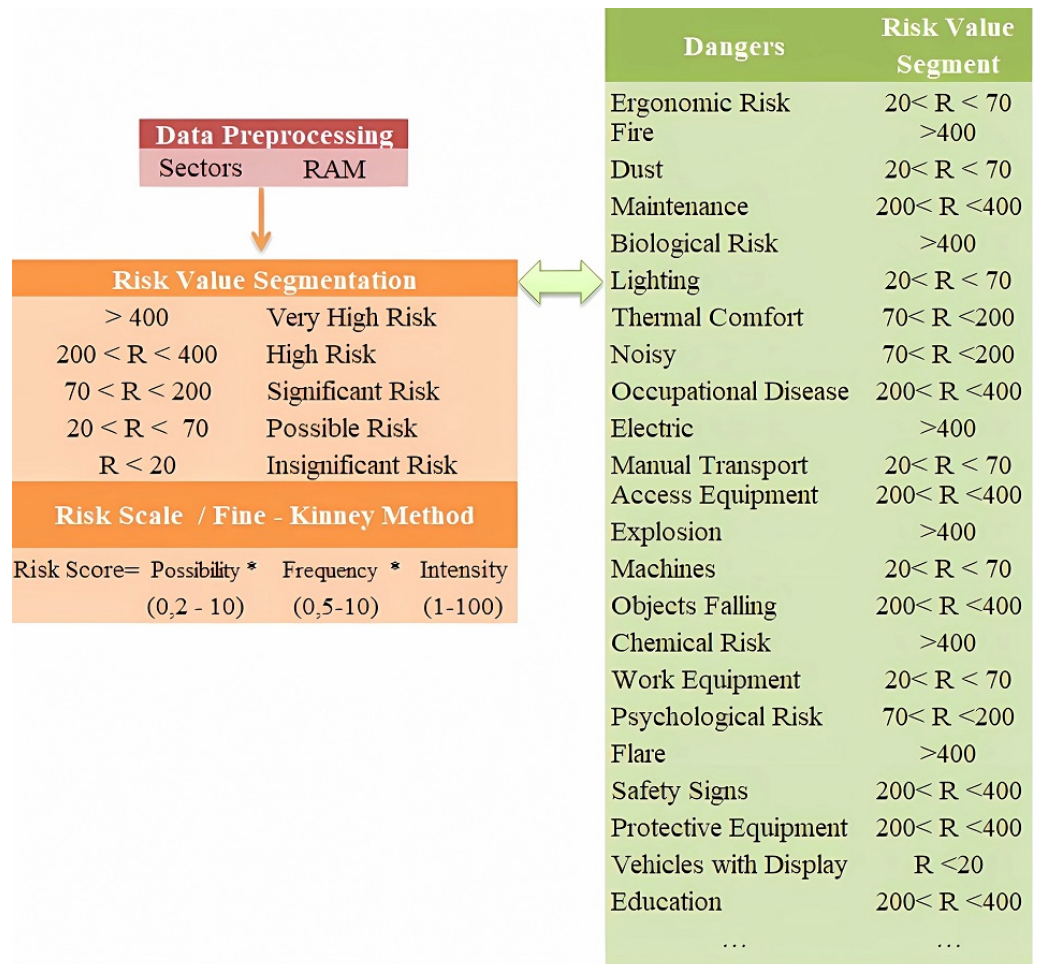 Data Preprocessing
Sectors RAM
Risk Value Segmentation
> 400 Very High Risk
200 < R < 400 High Risk
70 < R < 200 Significant Risk
20 < R < 70 Possible Risk
R < 20 Insignificant Risk
Risk Scale / Fine - Kinney Method
Risk Score= Possibility * Frequency * Intensity
(0,2 - 10) (0,5-10) (1-100)
Dangers Risk Value Segment
Ergonomic Risk 20< R < 70
Fire >400
Dust 20< R < 70
Maintenance 200< R <400
Biological Risk >400
Lighting 20< R < 70
Thermal Comfort 70< R <200
Noisy 70< R <200
Occupational Disease 200< R <400
Electric >400
Manual Transport 20< R < 70
Access Equipment 200< R <400
Explosion >400
Machines 20< R < 70
Objects Falling 200< R <400
Chemical Risk >400
Work Equipment 20< R < 70
Psychological Risk 70< R <200
Flare >400
Safety Signs 200< R <400
Protective Equipment 200< R <400
Vehicles with Display R <20
Education 200< R <400
... ...